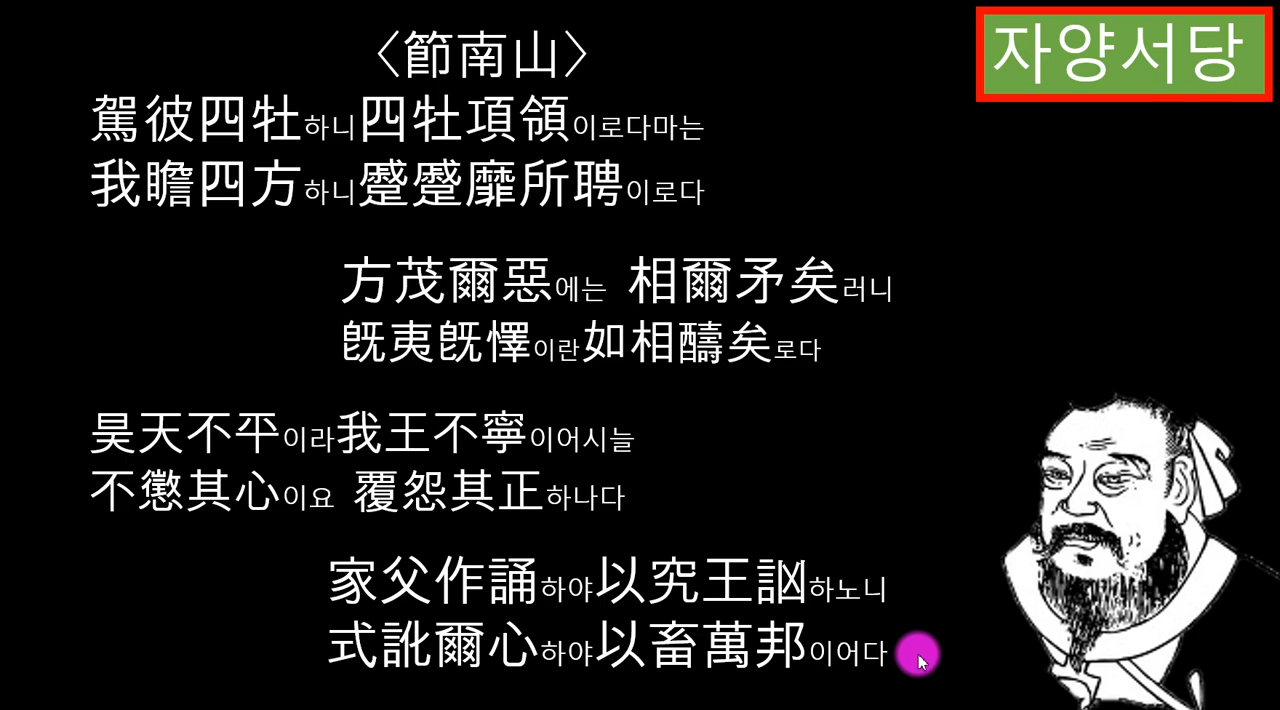 〈節南山〉
자양서당
駕彼四牡하니四牡項領이로다마는
我瞻四方하니蹙蹙靡所聘이로다
方茂爾惡에는 相爾矛矣러니
旣夷旣懌이란如相醻矣로다
昊天不平이라我王不寧이어시늘
不懲其心이요 覆怨其正하나다
家父作誦하야以究王訩하노니
式訛爾心하야以畜萬邦이어다